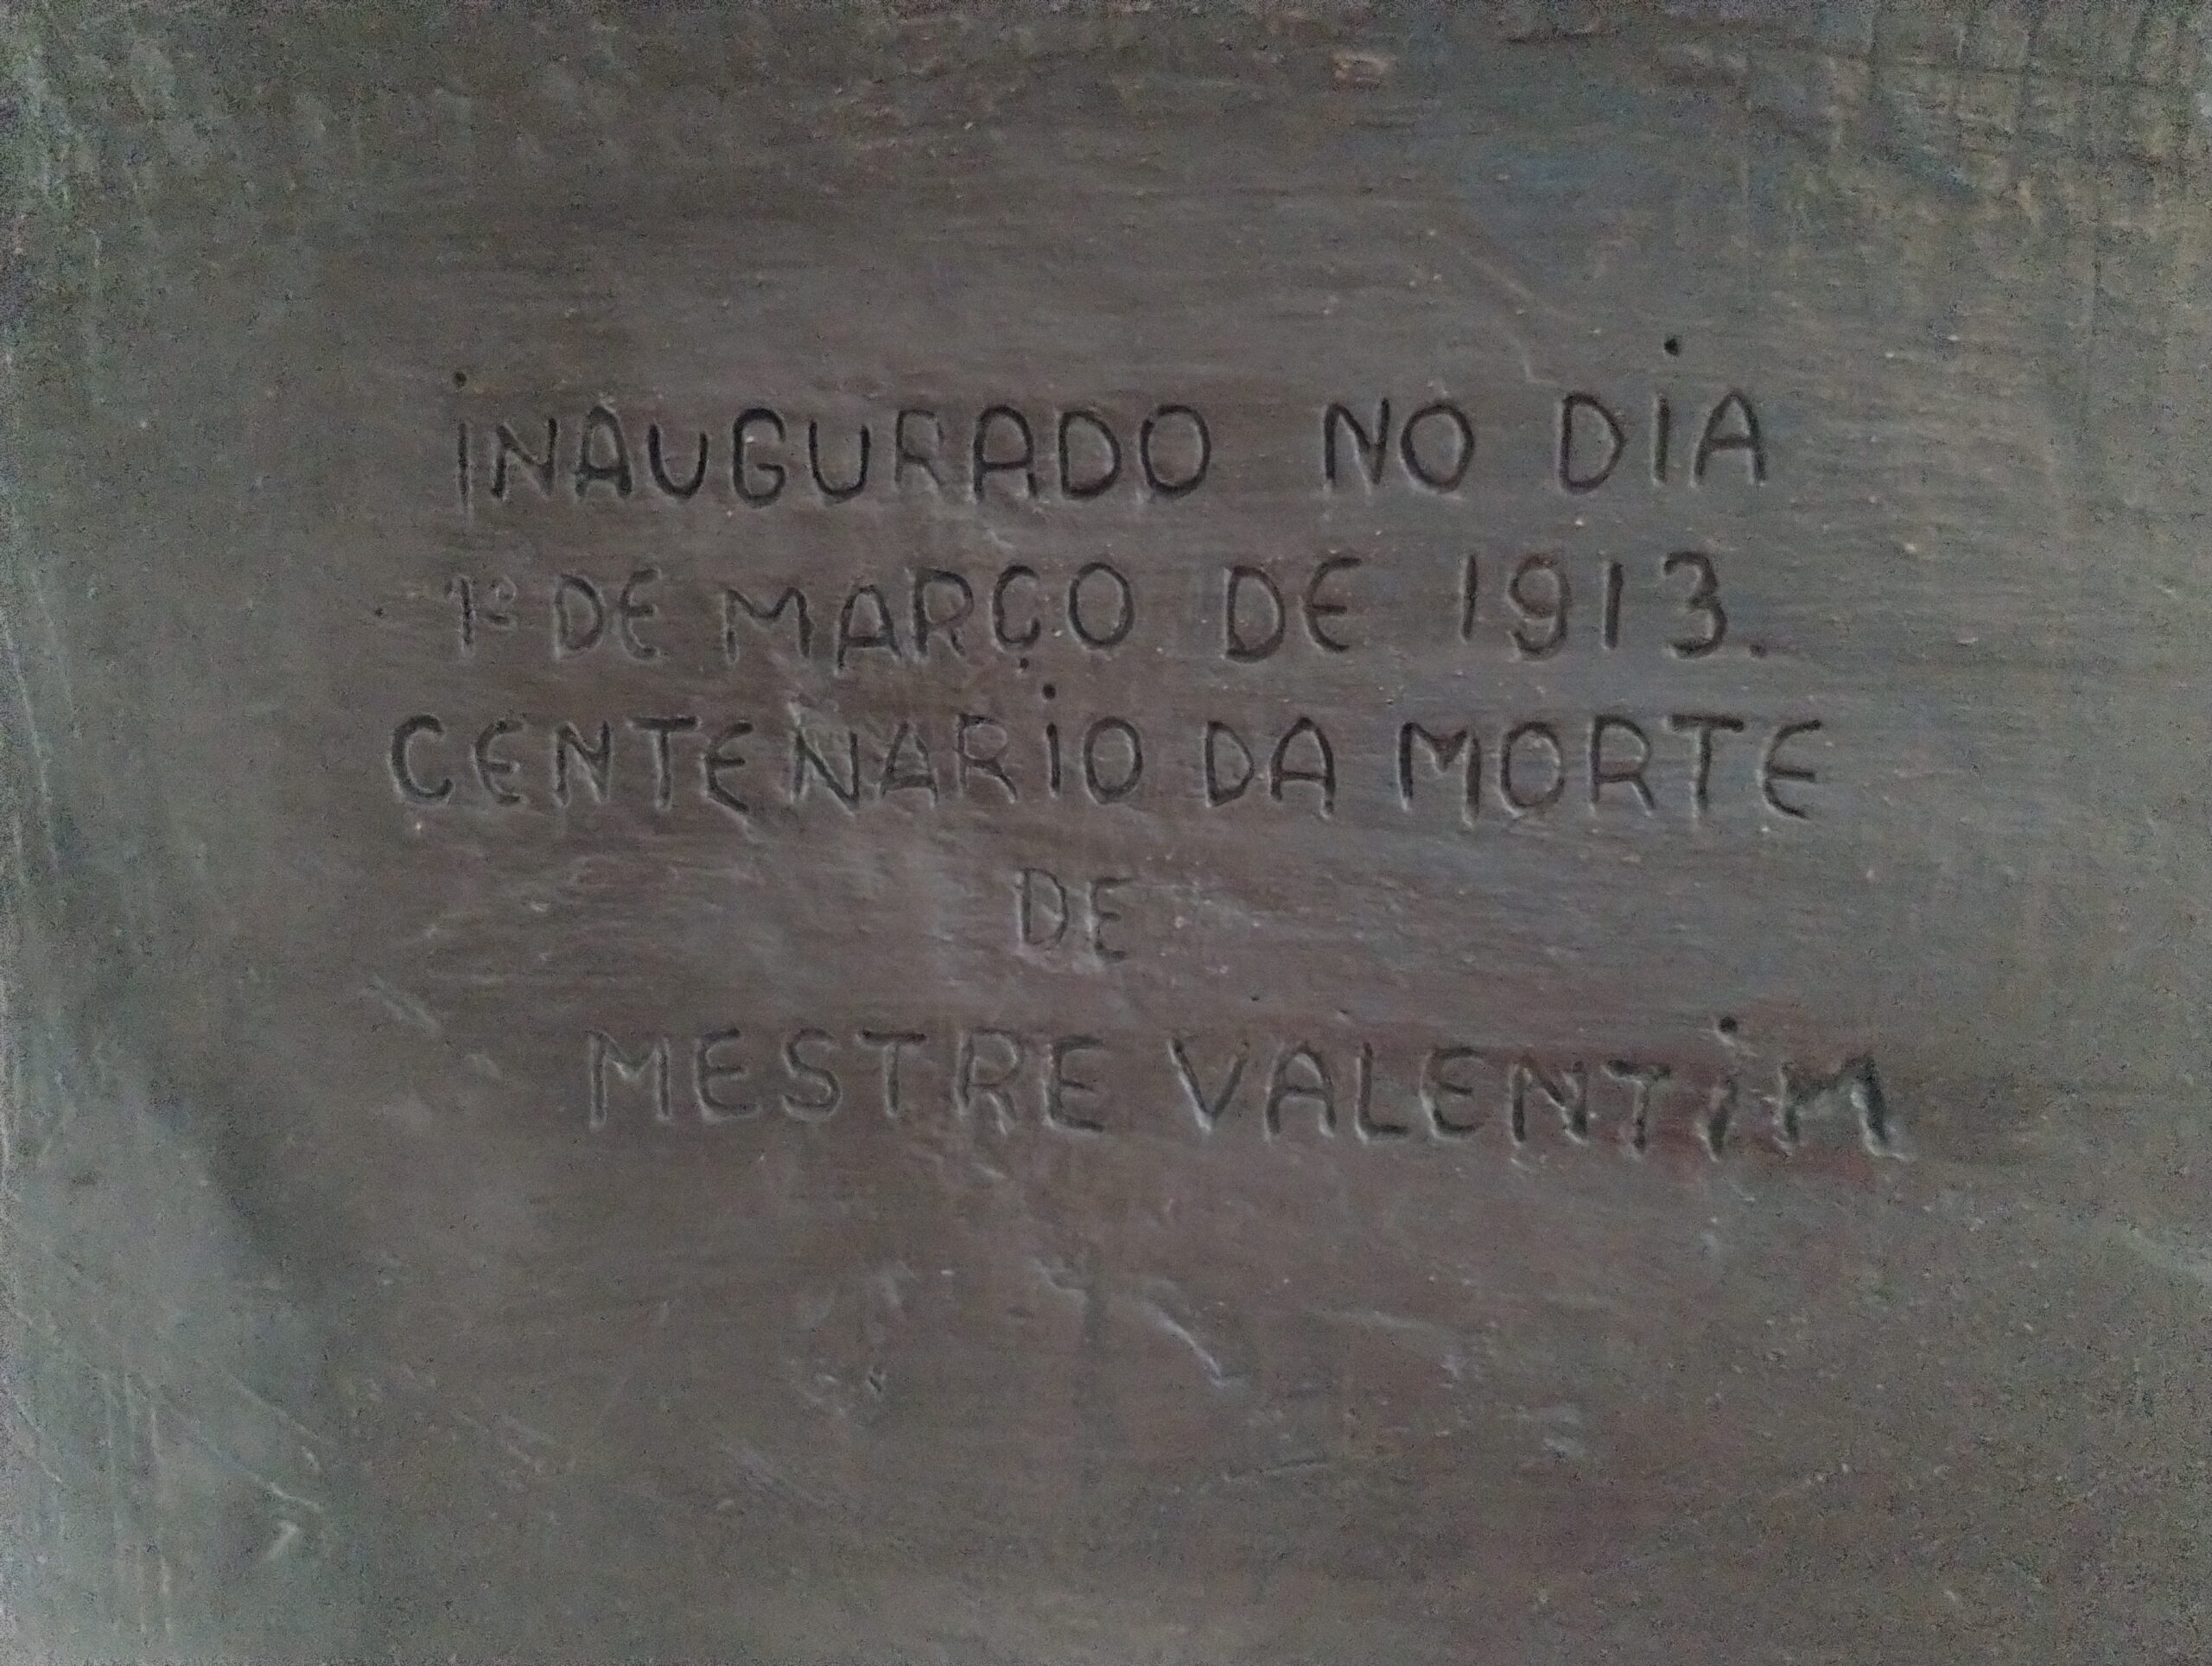 INAUGURADO NO DIA
1º DE MARÇO DE 1913.
CENTENARIO DA MORTE
DE
MESTRE VALENTIM